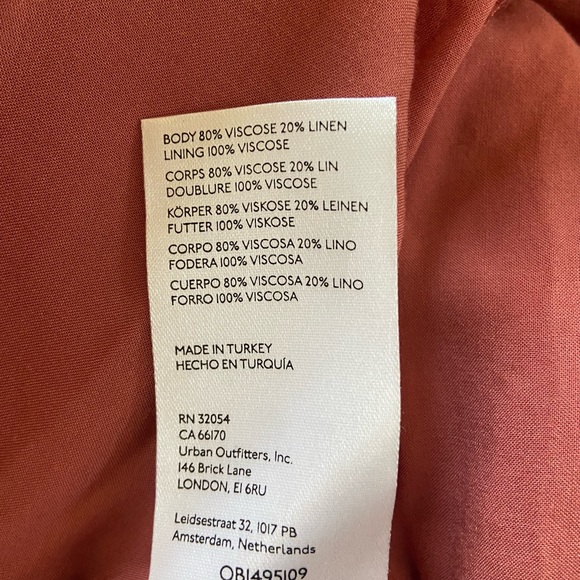 BODY 80% VISCOSE 20% LINEN
LINING 100% VISCOSE
CORPS 80% VISCOSE 20% LIN
DOUBLURE 100% VISCOSE
KÖRPER 80% VISKOSE 20% LEINEN
FUTTER 100% VISKOSE
CORPO 80% VISCOSA 20% LINO
FODERA 100% VISCOSA
CUERPO 80% VISCOSA 20% LINO
FORRO 100% VISCOSA
MADE IN TURKEY
HECHO EN TURQUÍA
RN 32054
CA 66170
Urban Outfitters, Inc.
146 Brick Lane
LONDON, E1 6RU
Leidsestraat 32, 1017 PB
Amsterdam, Netherlands
OB1495109